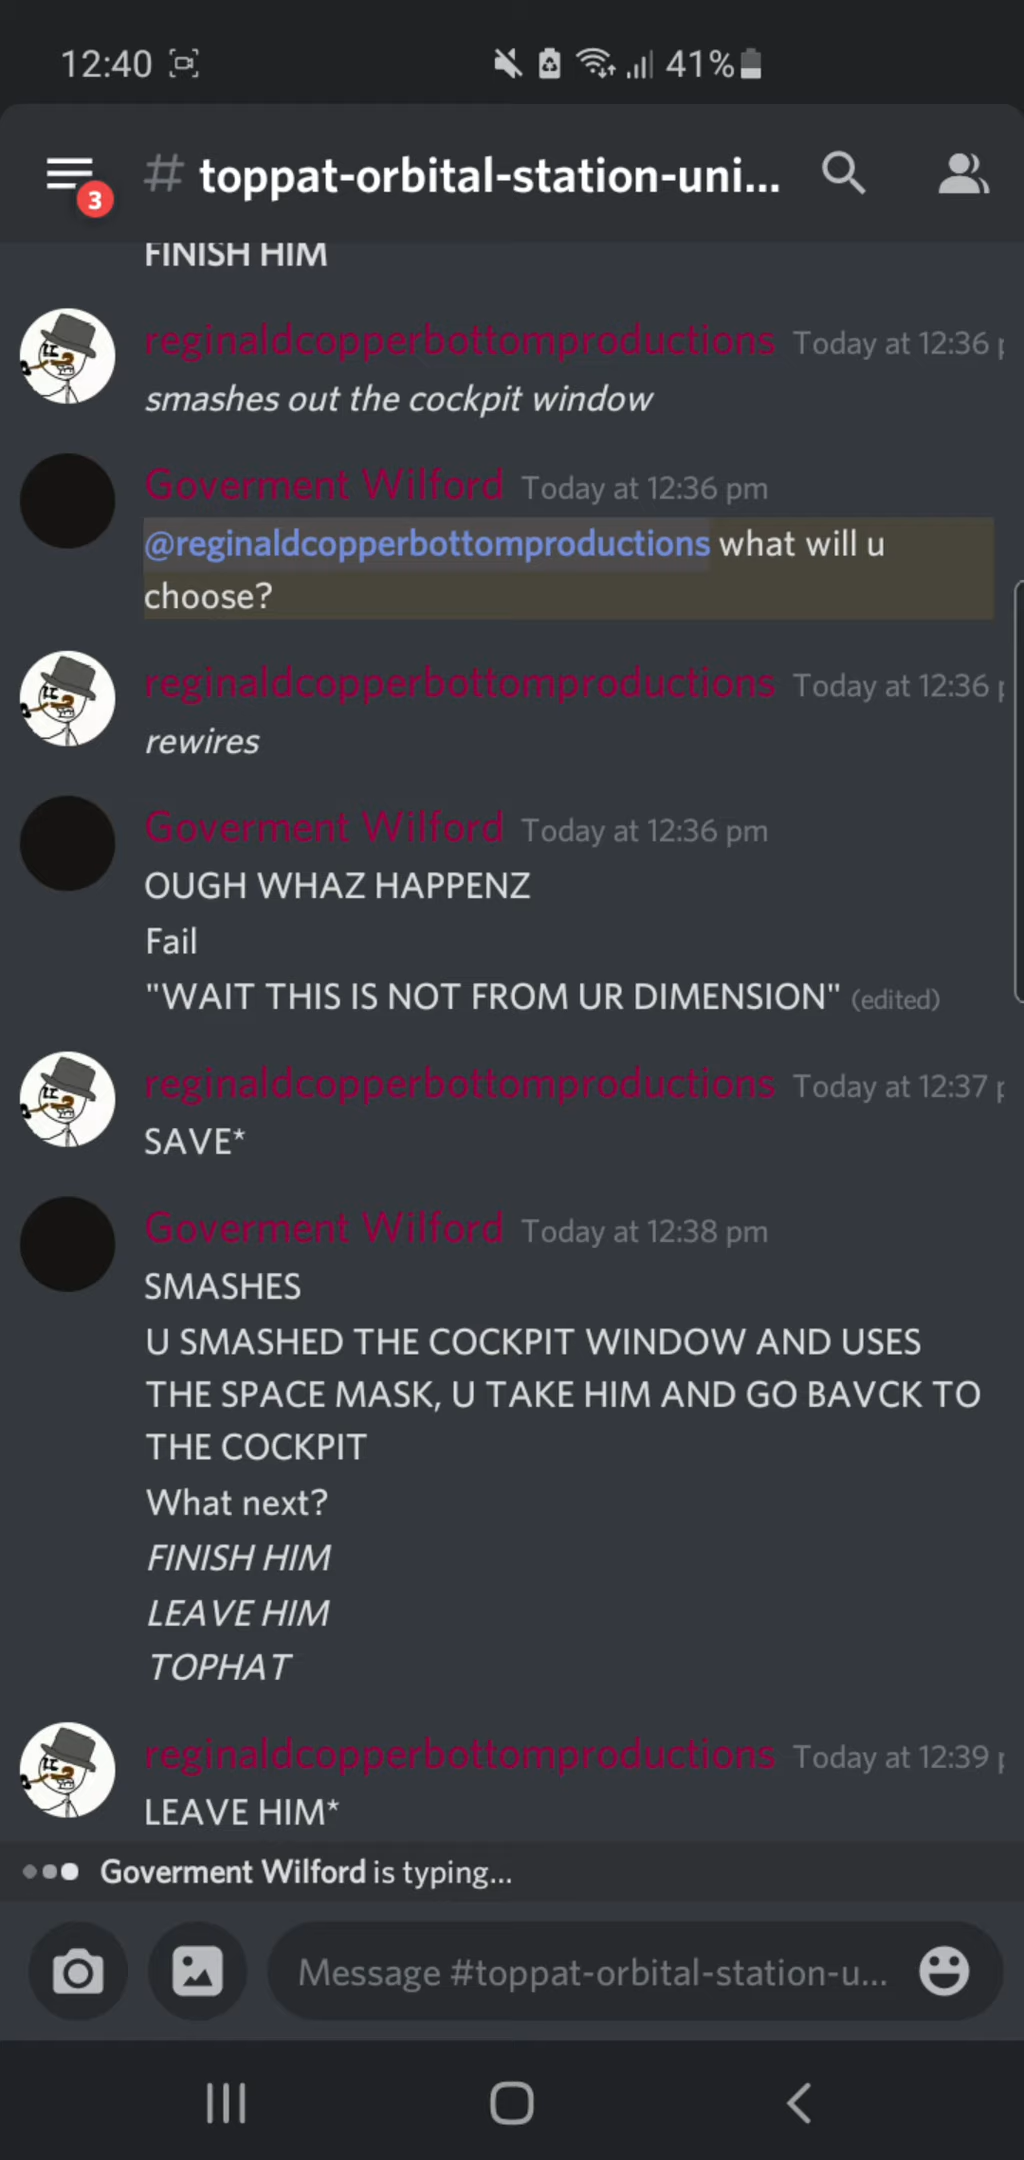 12:40 41%
3 # toppat-orbital-station-uni...
FINISH HIM
reginaldcopperbottomproductions Today at 12:36 p
smashes out the cockpit window
Goverment Wilford Today at 12:36 pm
@reginaldcopperbottomproductions what will u
choose?
reginaldcopperbottomproductions Today at 12:36 p
rewires
Goverment Wilford Today at 12:36 pm
OUGH WHAZ HAPPENZ
Fail
"WAIT THIS IS NOT FROM UR DIMENSION" (edited)
reginaldcopperbottomproductions Today at 12:37 p
SAVE*
Goverment Wilford Today at 12:38 pm
SMASHES
U SMASHED THE COCKPIT WINDOW AND USES
THE SPACE MASK, U TAKE HIM AND GO BAVCK TO
THE COCKPIT
What next?
FINISH HIM
LEAVE HIM
TOPHAT
reginaldcopperbottomproductions Today at 12:39 p
LEAVE HIM*
Goverment Wilford is typing...
Message #toppat-orbital-station-u...